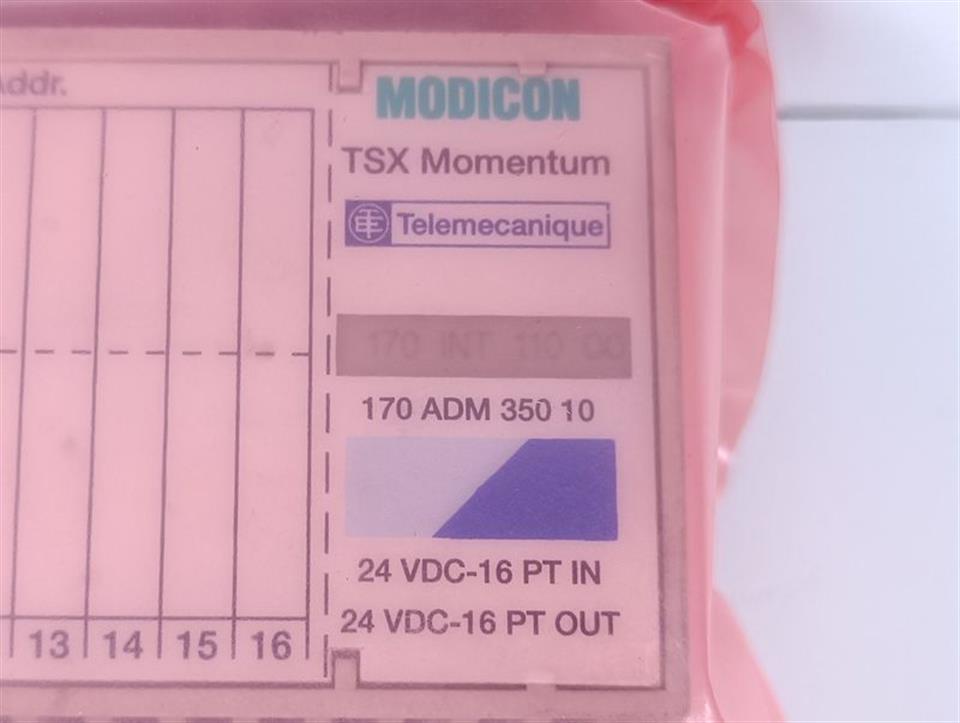 Addr.
MODICON
TSX Momentum
Telemecanique
170 INT 110 00
170 ADM 350 10
24 VDC-16 PT IN
24 VDC-16 PT OUT
13 14 15 16